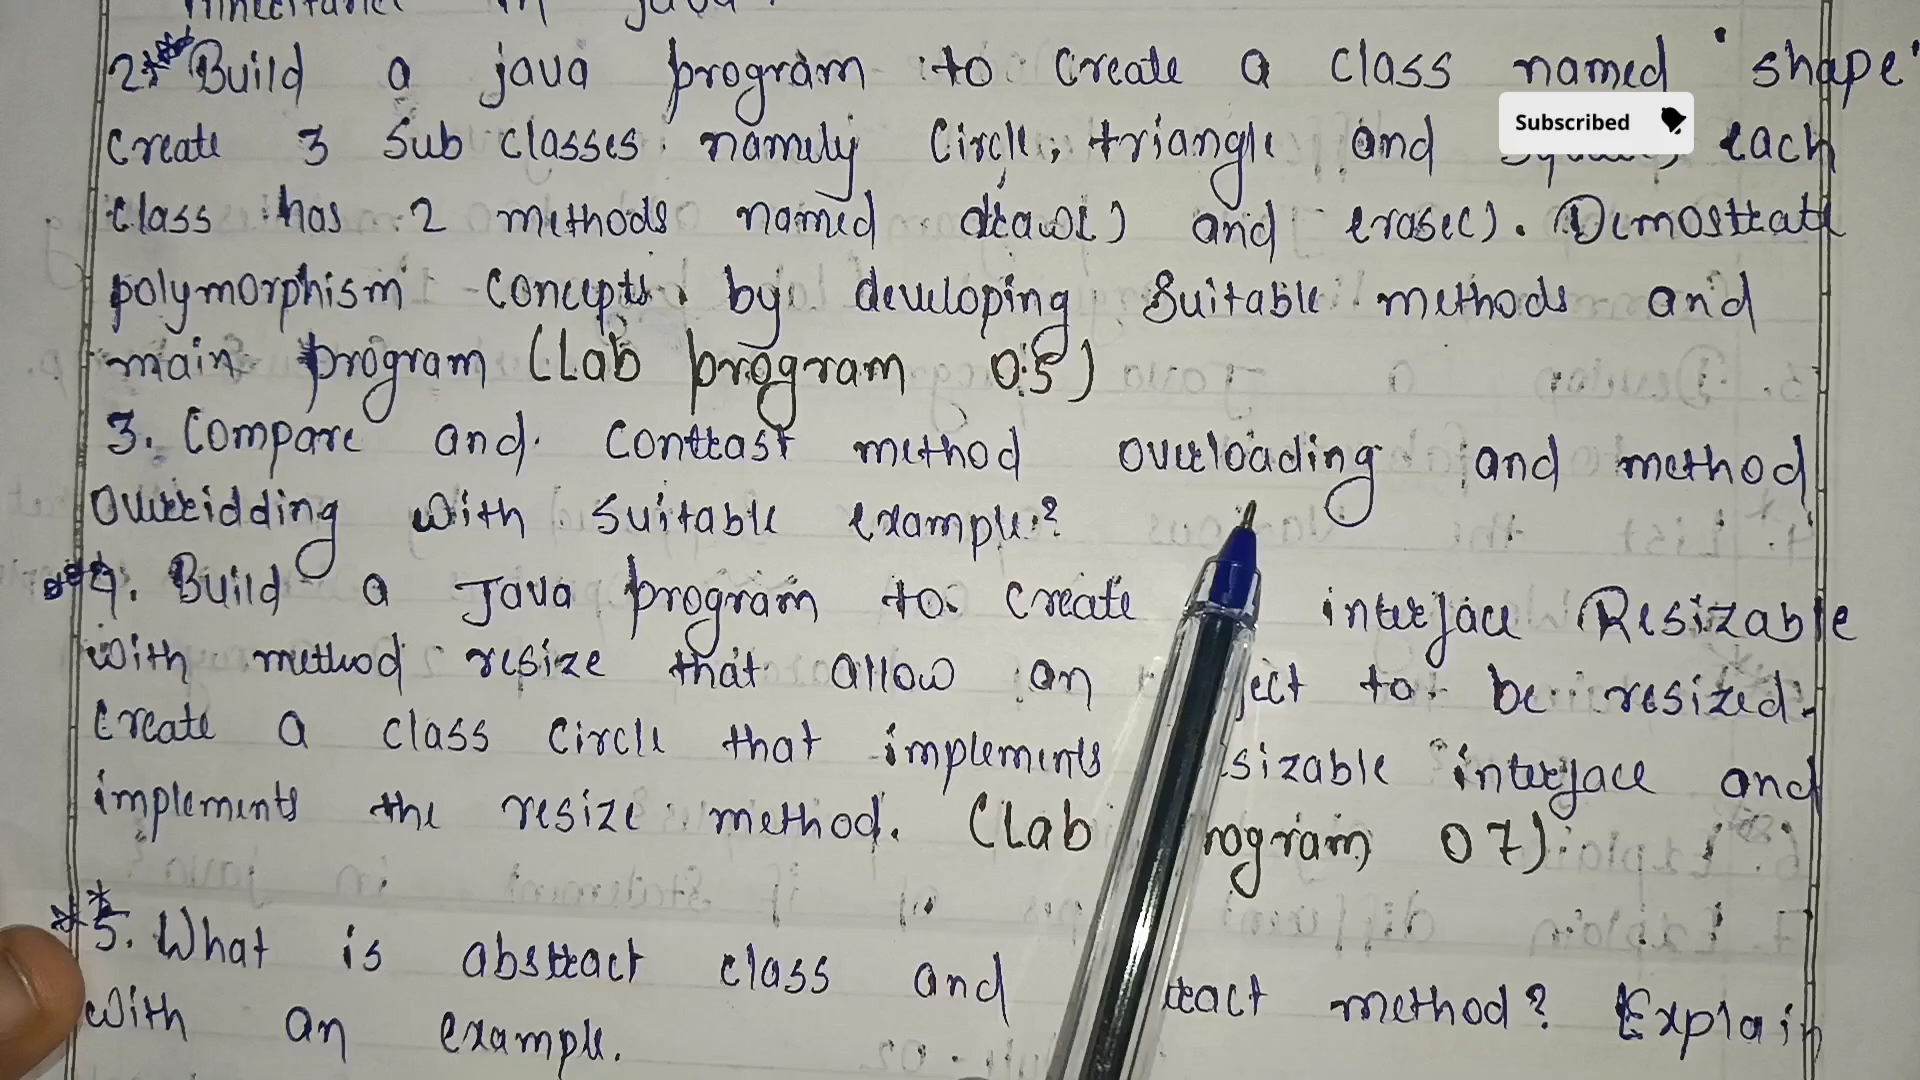 in java.
2. Build a java program to create a class named "shape"
Subscribed
create 3 sub classes namely circle, triangle and each
class has 2 methods named draw() and erase(). Demostrate
polymorphism concepts by developing suitable methods and
main program (Lab program 05)
3. Compare and contrast method overloading and method
overridding with suitable example?
4. Build a Java program to create interface Resizable
with method resize that allow an ject to be resized.
create a class circle that implements sizable interface and
implements the resize method. (Lab rogram 07)
5. What is abstract class and tract method? Explain
with an example.